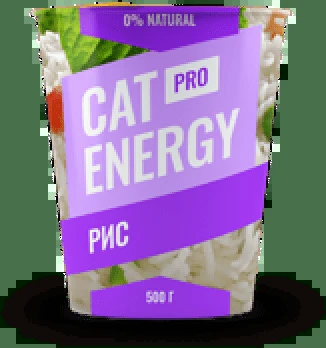 0% NATURAL
CAT PRO
ENERGY
РИС
500 Г